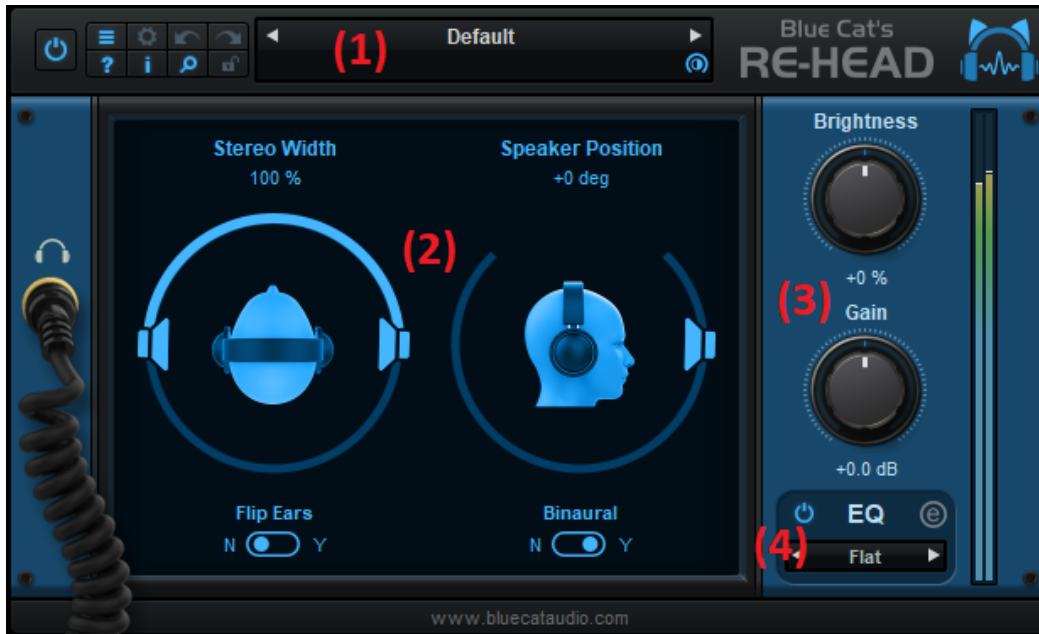 Default
(1)
Blue Cat's
RE-HEAD
? i
Stereo Width
100 %
Speaker Position
+0 deg
(2)
Flip Ears
N Y
Binaural
N Y
Brightness
+0 %
(3)
Gain
+0.0 dB
EQ e
(4)
Flat
www.bluecataudio.com